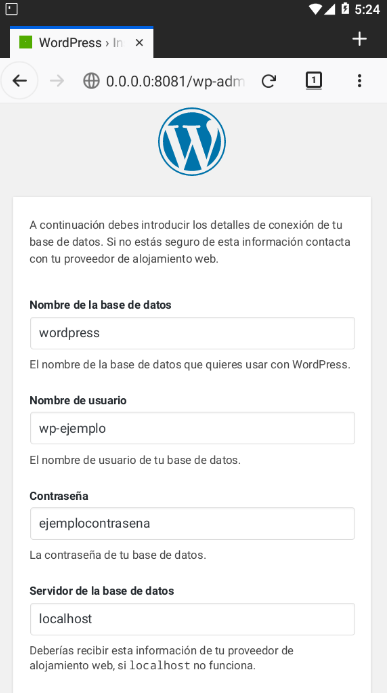 5:24
WordPress › In
0.0.0.0:8081/wp-adm
1
A continuación debes introducir los detalles de conexión de tu
base de datos. Si no estás seguro de esta información contacta
con tu proveedor de alojamiento web.
Nombre de la base de datos
wordpress
El nombre de la base de datos que quieres usar con WordPress.
Nombre de usuario
wp-ejemplo
El nombre de usuario de tu base de datos.
Contraseña
ejemplocontrasena
La contraseña de tu base de datos.
Servidor de la base de datos
localhost
Deberías recibir esta información de tu proveedor de
alojamiento web, si localhost no funciona.